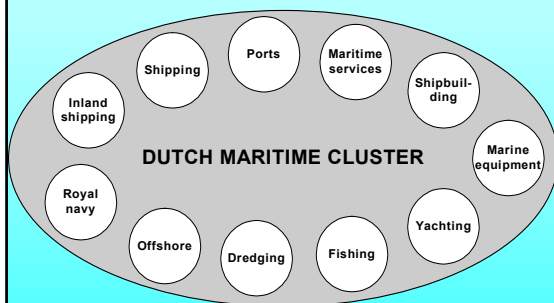 Ports
Maritime
services
Shipping
Shipbuil-
ding
Inland
shipping
DUTCH MARITIME CLUSTER
Marine
equipment
Royal
navy
Yachting
Offshore
Dredging
Fishing